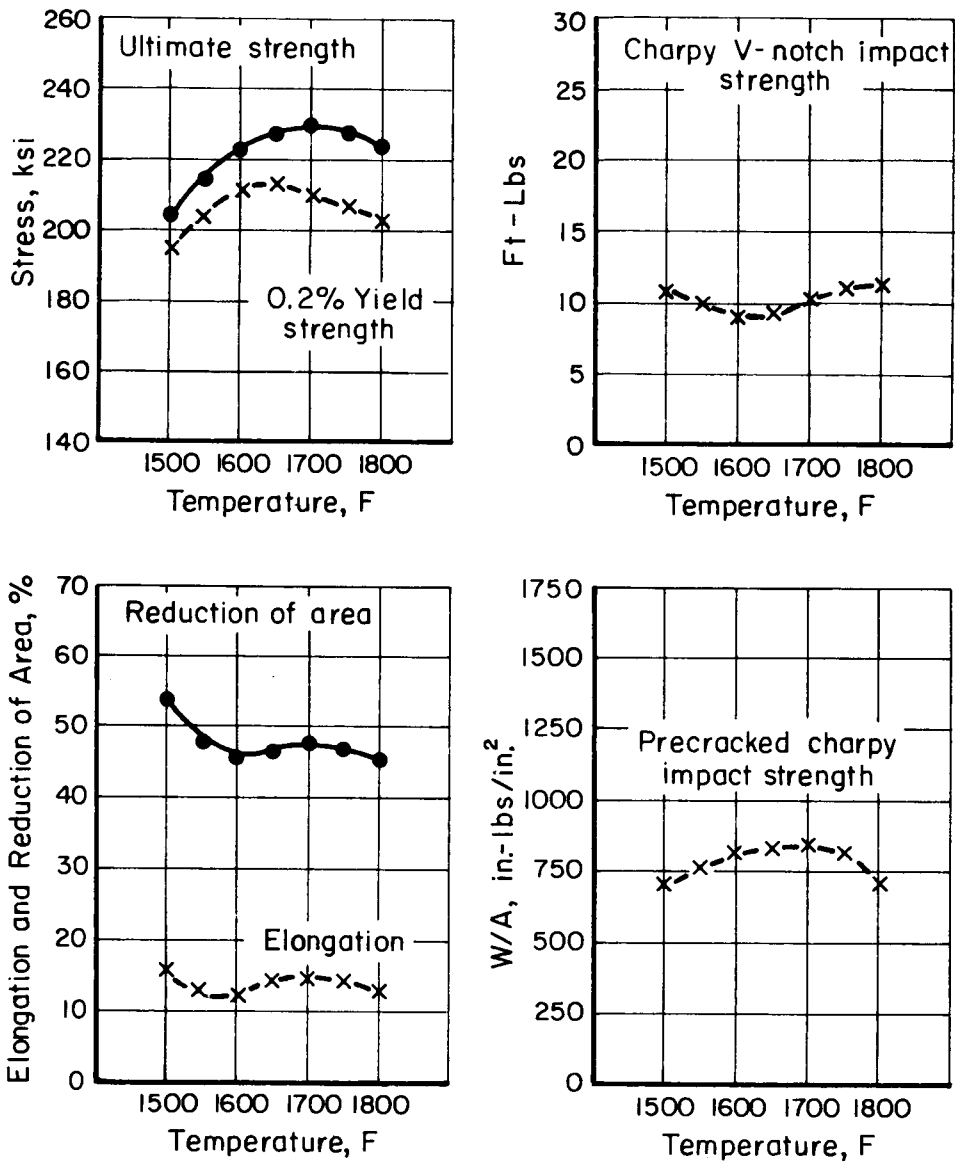 Stress, ksi
260
240
220
200
180
160
140
Ultimate strength
0.2% Yield
strength
1500 1600 1700 1800
Temperature, F
Ft-Lbs
30
25
20
15
10
5
0
Charpy V-notch impact
strength
1500 1600 1700 1800
Temperature, F
Elongation and Reduction of Area, %
70
60
50
40
30
20
10
0
Reduction of area
Elongation
1500 1600 1700 1800
Temperature, F
W/A, in.-lbs/in.²
1750
1500
1250
1000
750
500
250
0
Precracked charpy
impact strength
1500 1600 1700 1800
Temperature, F